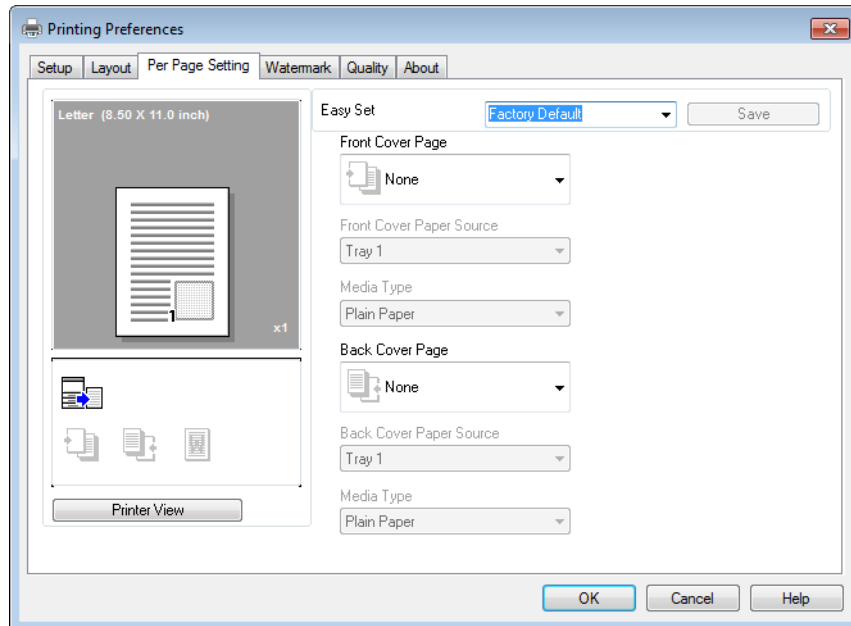 Printing Preferences
Setup Layout Per Page Setting Watermark Quality About
Letter (8.50 X 11.0 inch)
1
x1
Printer View
Easy Set Factory Default Save
Front Cover Page
None
Front Cover Paper Source
Tray 1
Media Type
Plain Paper
Back Cover Page
None
Back Cover Paper Source
Tray 1
Media Type
Plain Paper
OK Cancel Help